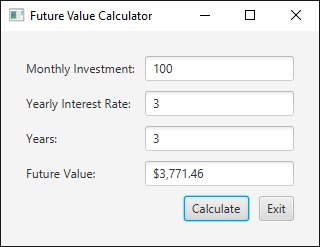 Future Value Calculator
Monthly Investment: 100
Yearly Interest Rate: 3
Years: 3
Future Value: $3,771.46
Calculate Exit